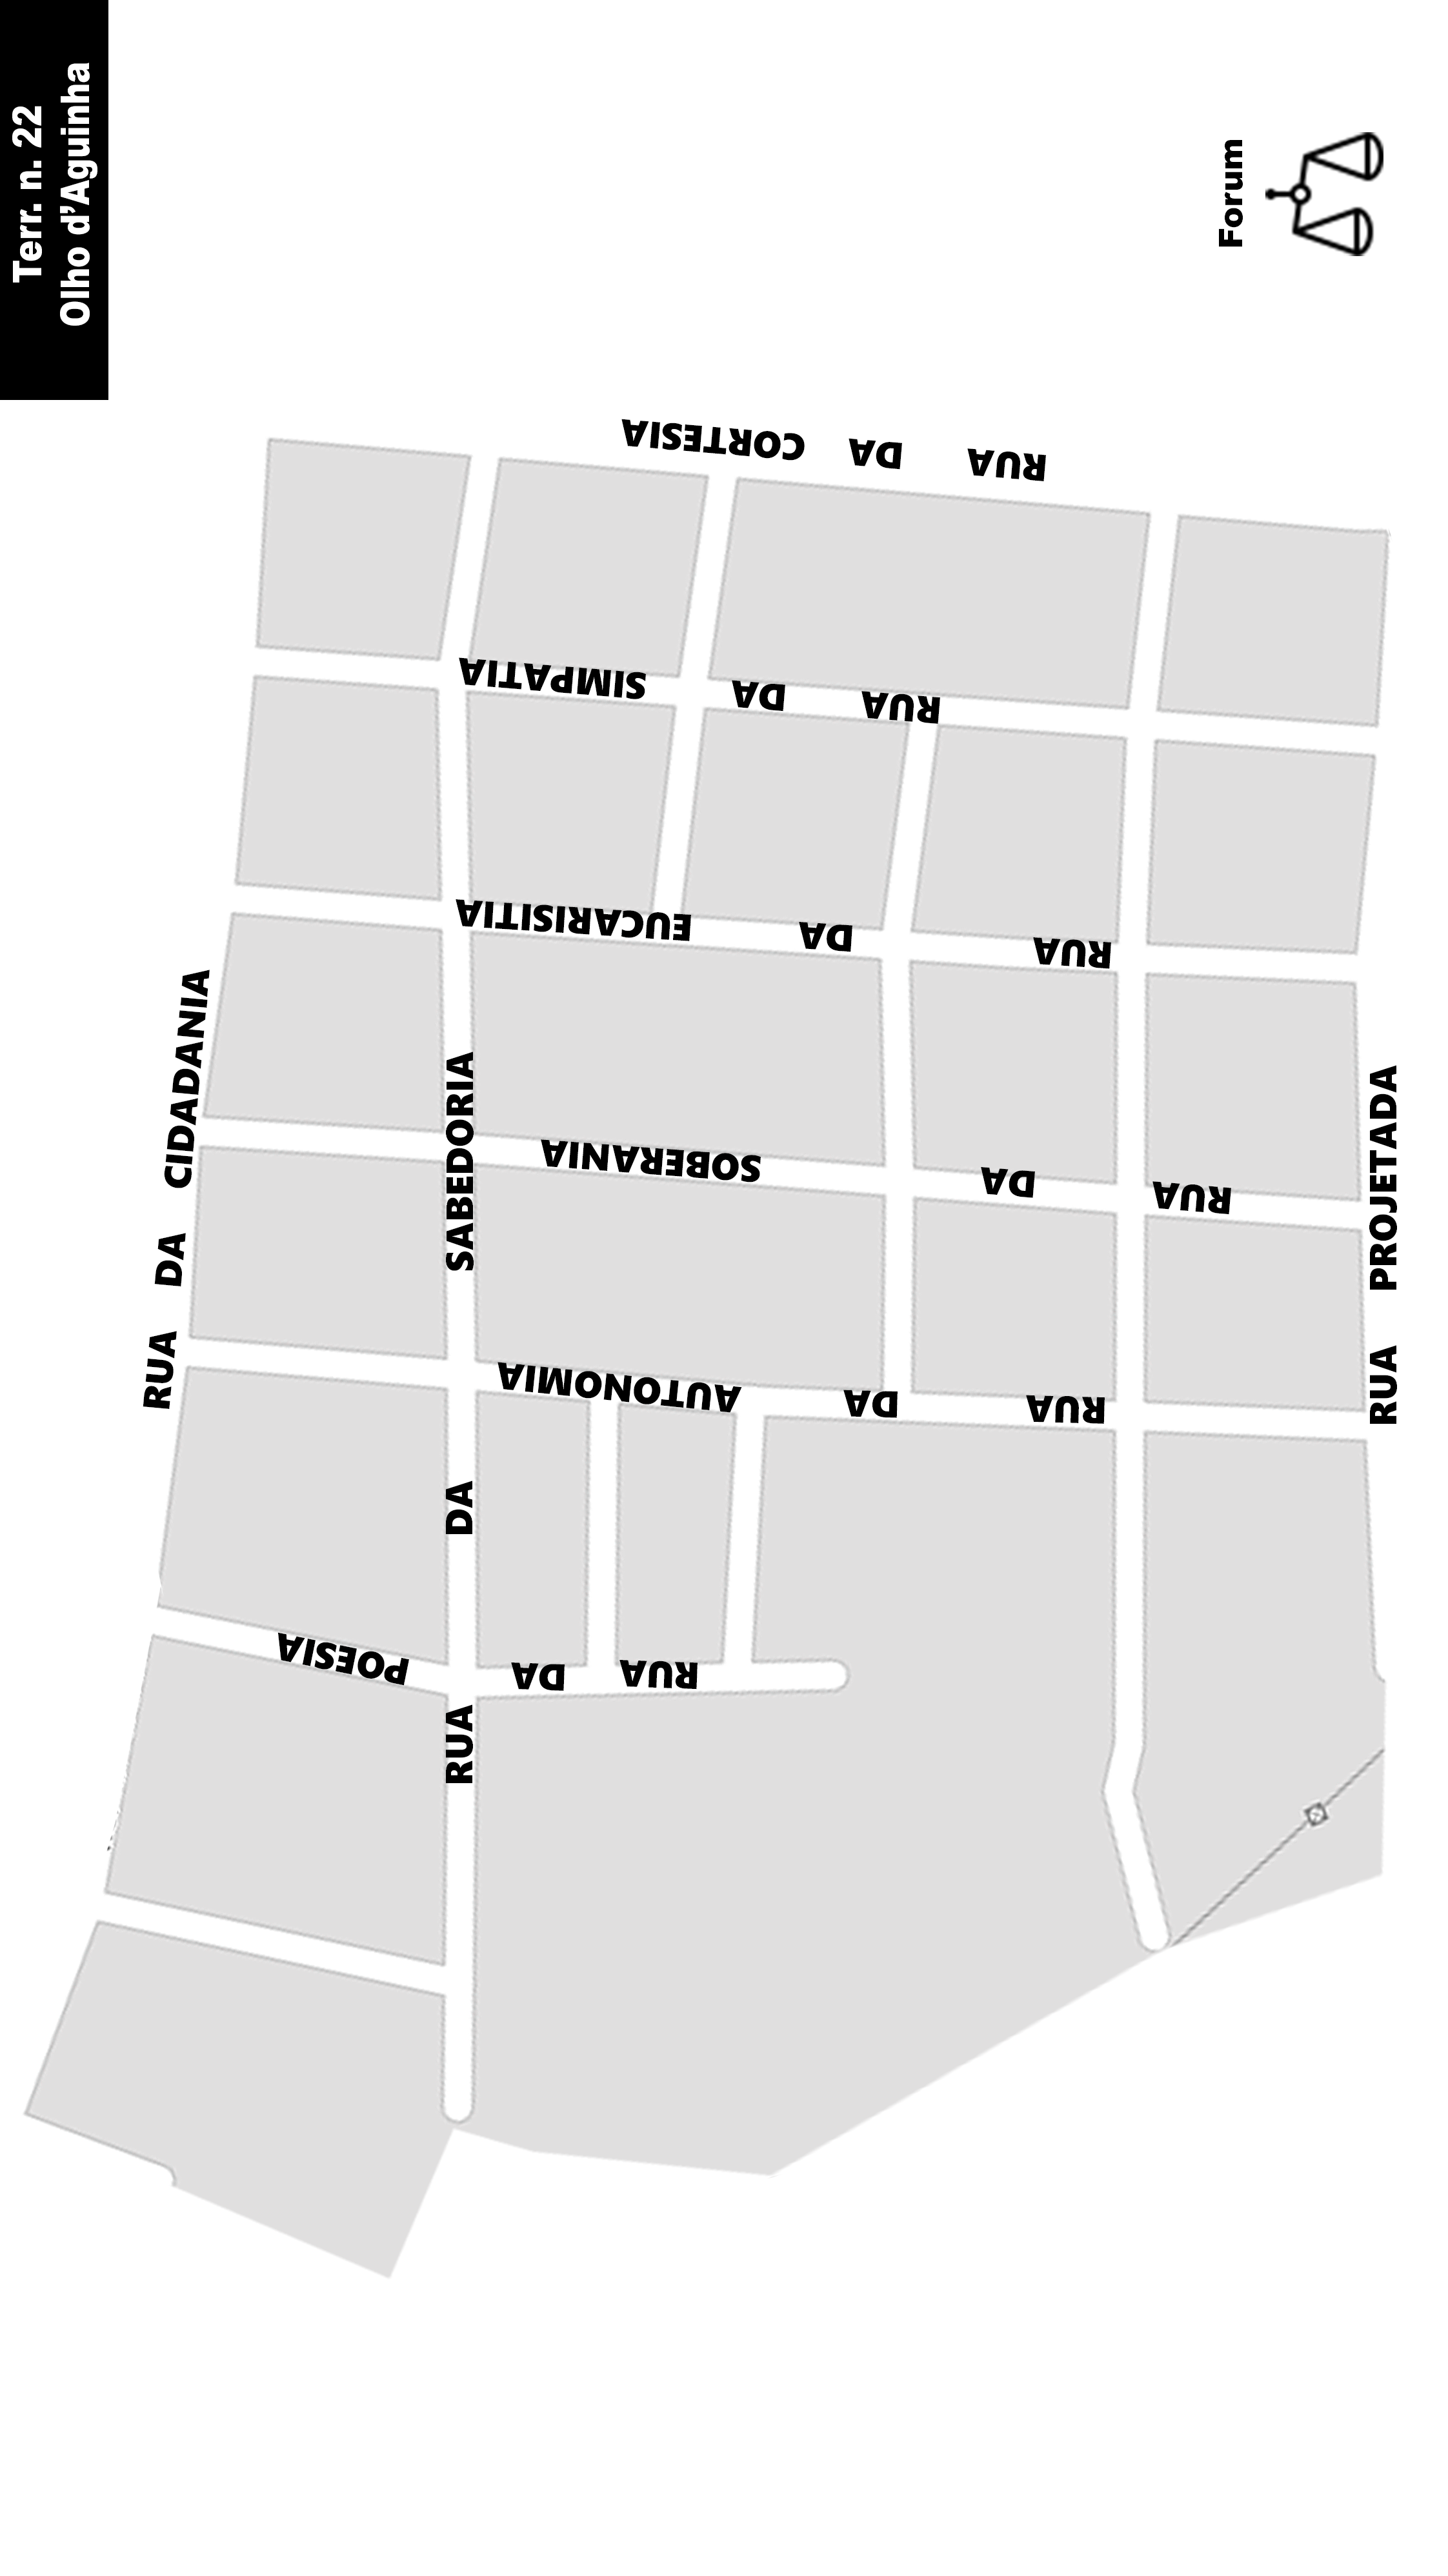 Terr. n. 22
Olho d'Aguinha
Forum
RUA DA CORTESIA
RUA DA SIMPATIA
RUA DA EUCARISITIA
RUA DA SOBERANIA
RUA DA AUTONOMIA
RUA DA POESIA
RUA DA CIDADANIA
RUA DA SABEDORIA
RUA PROJETADA